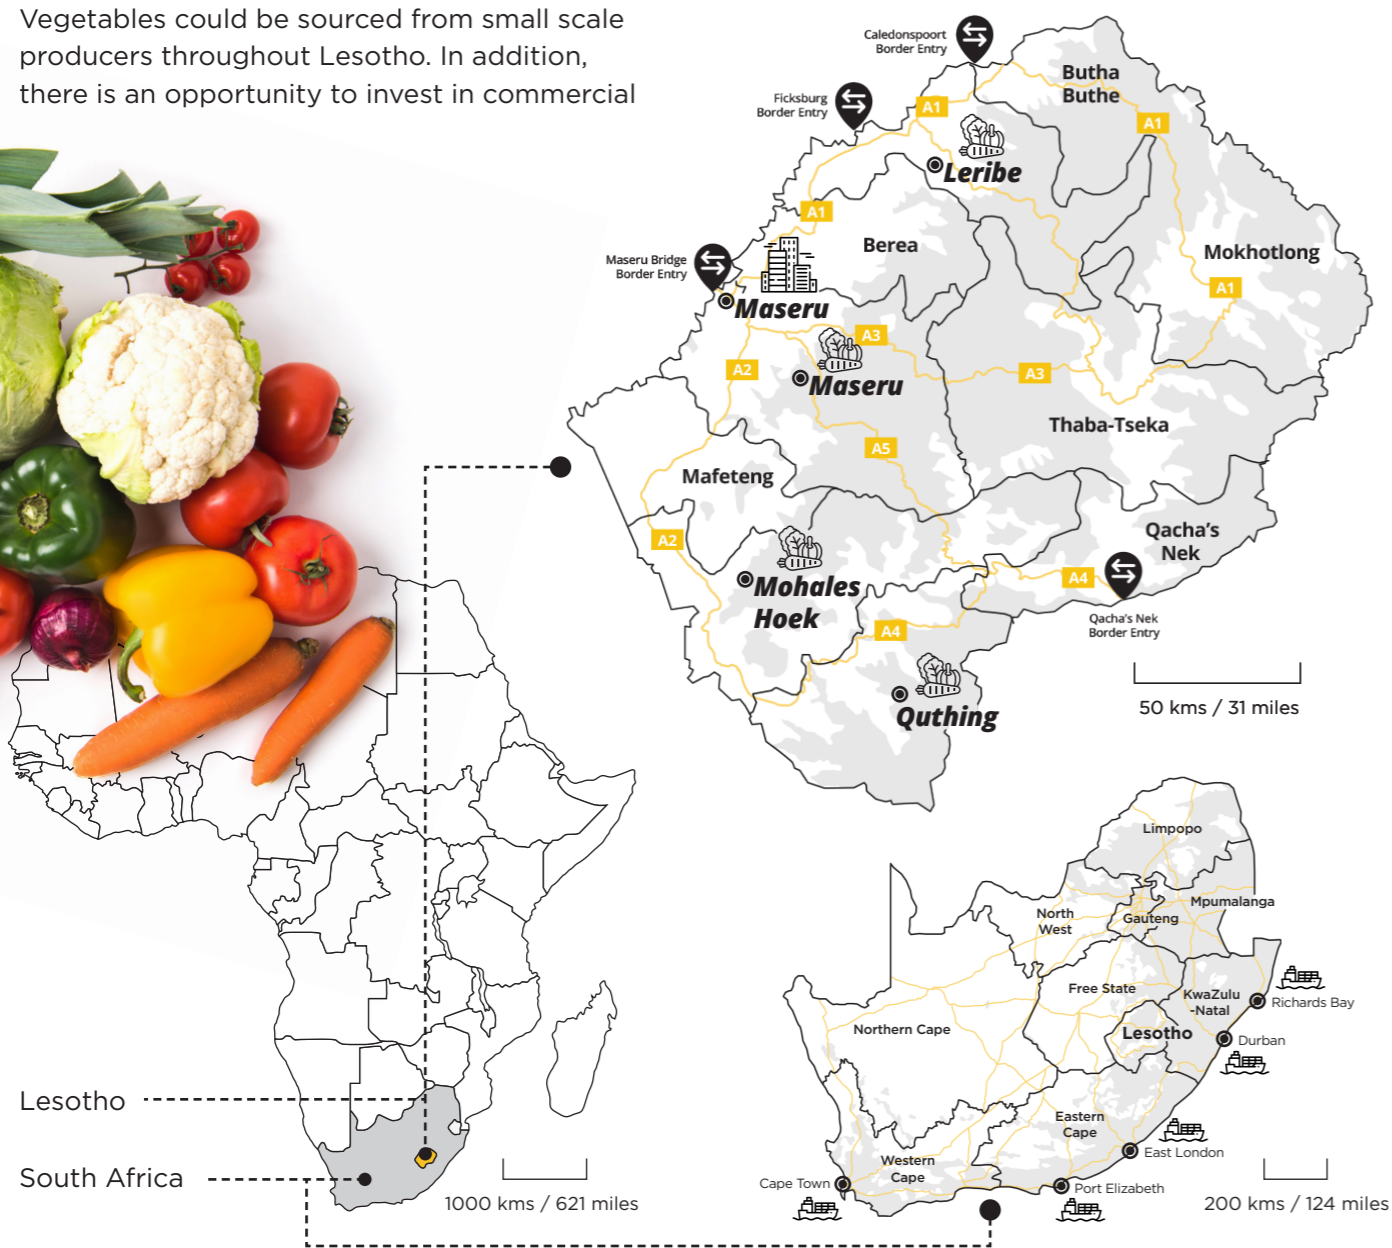 Vegetables could be sourced from small scale
producers throughout Lesotho. In addition,
there is an opportunity to invest in commercial
Caledonspoort
Border Entry
Butha
Buthe
Ficksburg
Border Entry
A1
A1
Leribe
A1
Berea
Mokhotlong
Maseru Bridge
Border Entry
A1
Maseru
A3
A2
A3
Maseru
Thaba-Tseka
A5
Mafeteng
Qacha's
Nek
A2
A4
Mohales
Hoek
Qacha's Nek
Border Entry
A4
50 kms / 31 miles
Quthing
Limpopo
Mpumalanga
North
West
Gauteng
Free State
KwaZulu
-Natal
Richards Bay
Northern Cape
Lesotho
Durban
Eastern
Cape
East London
Western
Cape
Cape Town
Port Elizabeth
200 kms / 124 miles
Lesotho
South Africa
1000 kms / 621 miles